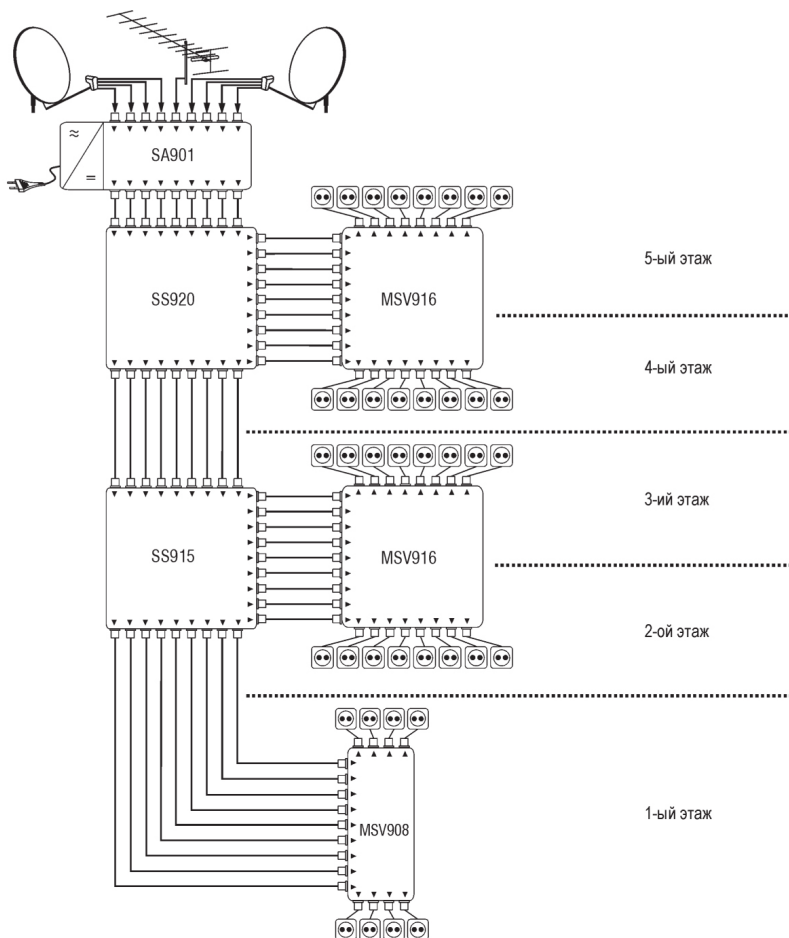 SA901
SS920
MSV916
5-ый этаж
4-ый этаж
SS915
MSV916
3-ий этаж
2-ой этаж
MSV908
1-ый этаж